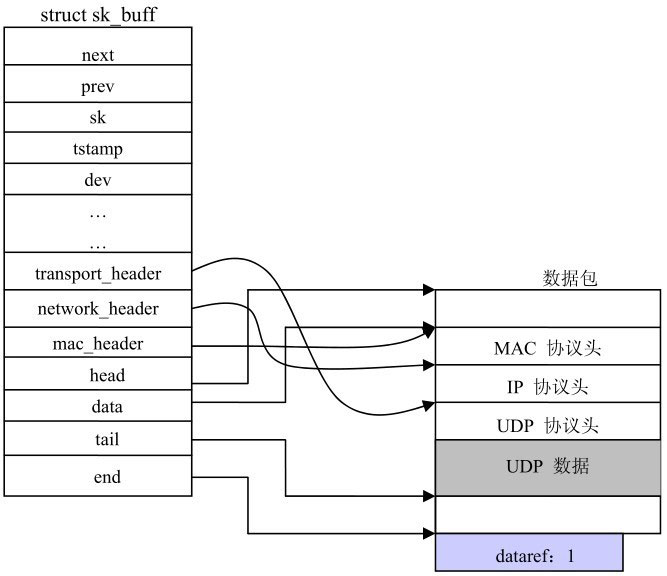 struct sk_buff
next
prev
sk
tstamp
dev
…
…
transport_header
network_header
mac_header
head
data
tail
end
数据包
MAC 协议头
IP 协议头
UDP 协议头
UDP 数据
dataref：1